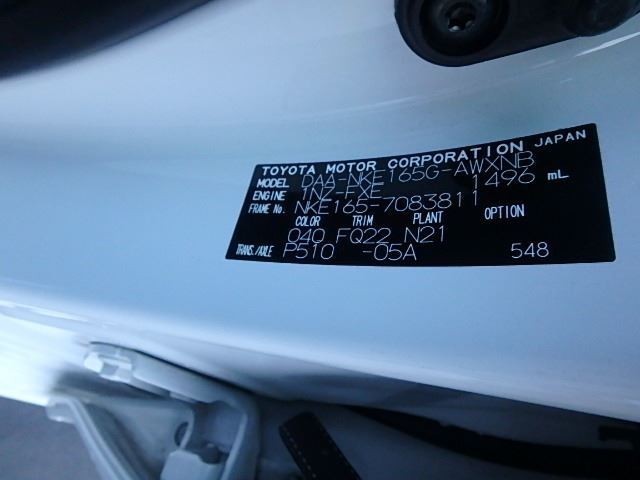 TOYOTA MOTOR CORPORATION JAPAN
MODEL DAA-NKE165G-AWXNB
ENGINE 1NZ-FXE 1496 mL
FRAME No. NKE165-7083811
COLOR TRIM PLANT OPTION
040 FQ22 N21
TRANS./AXLE P510 -05A 548